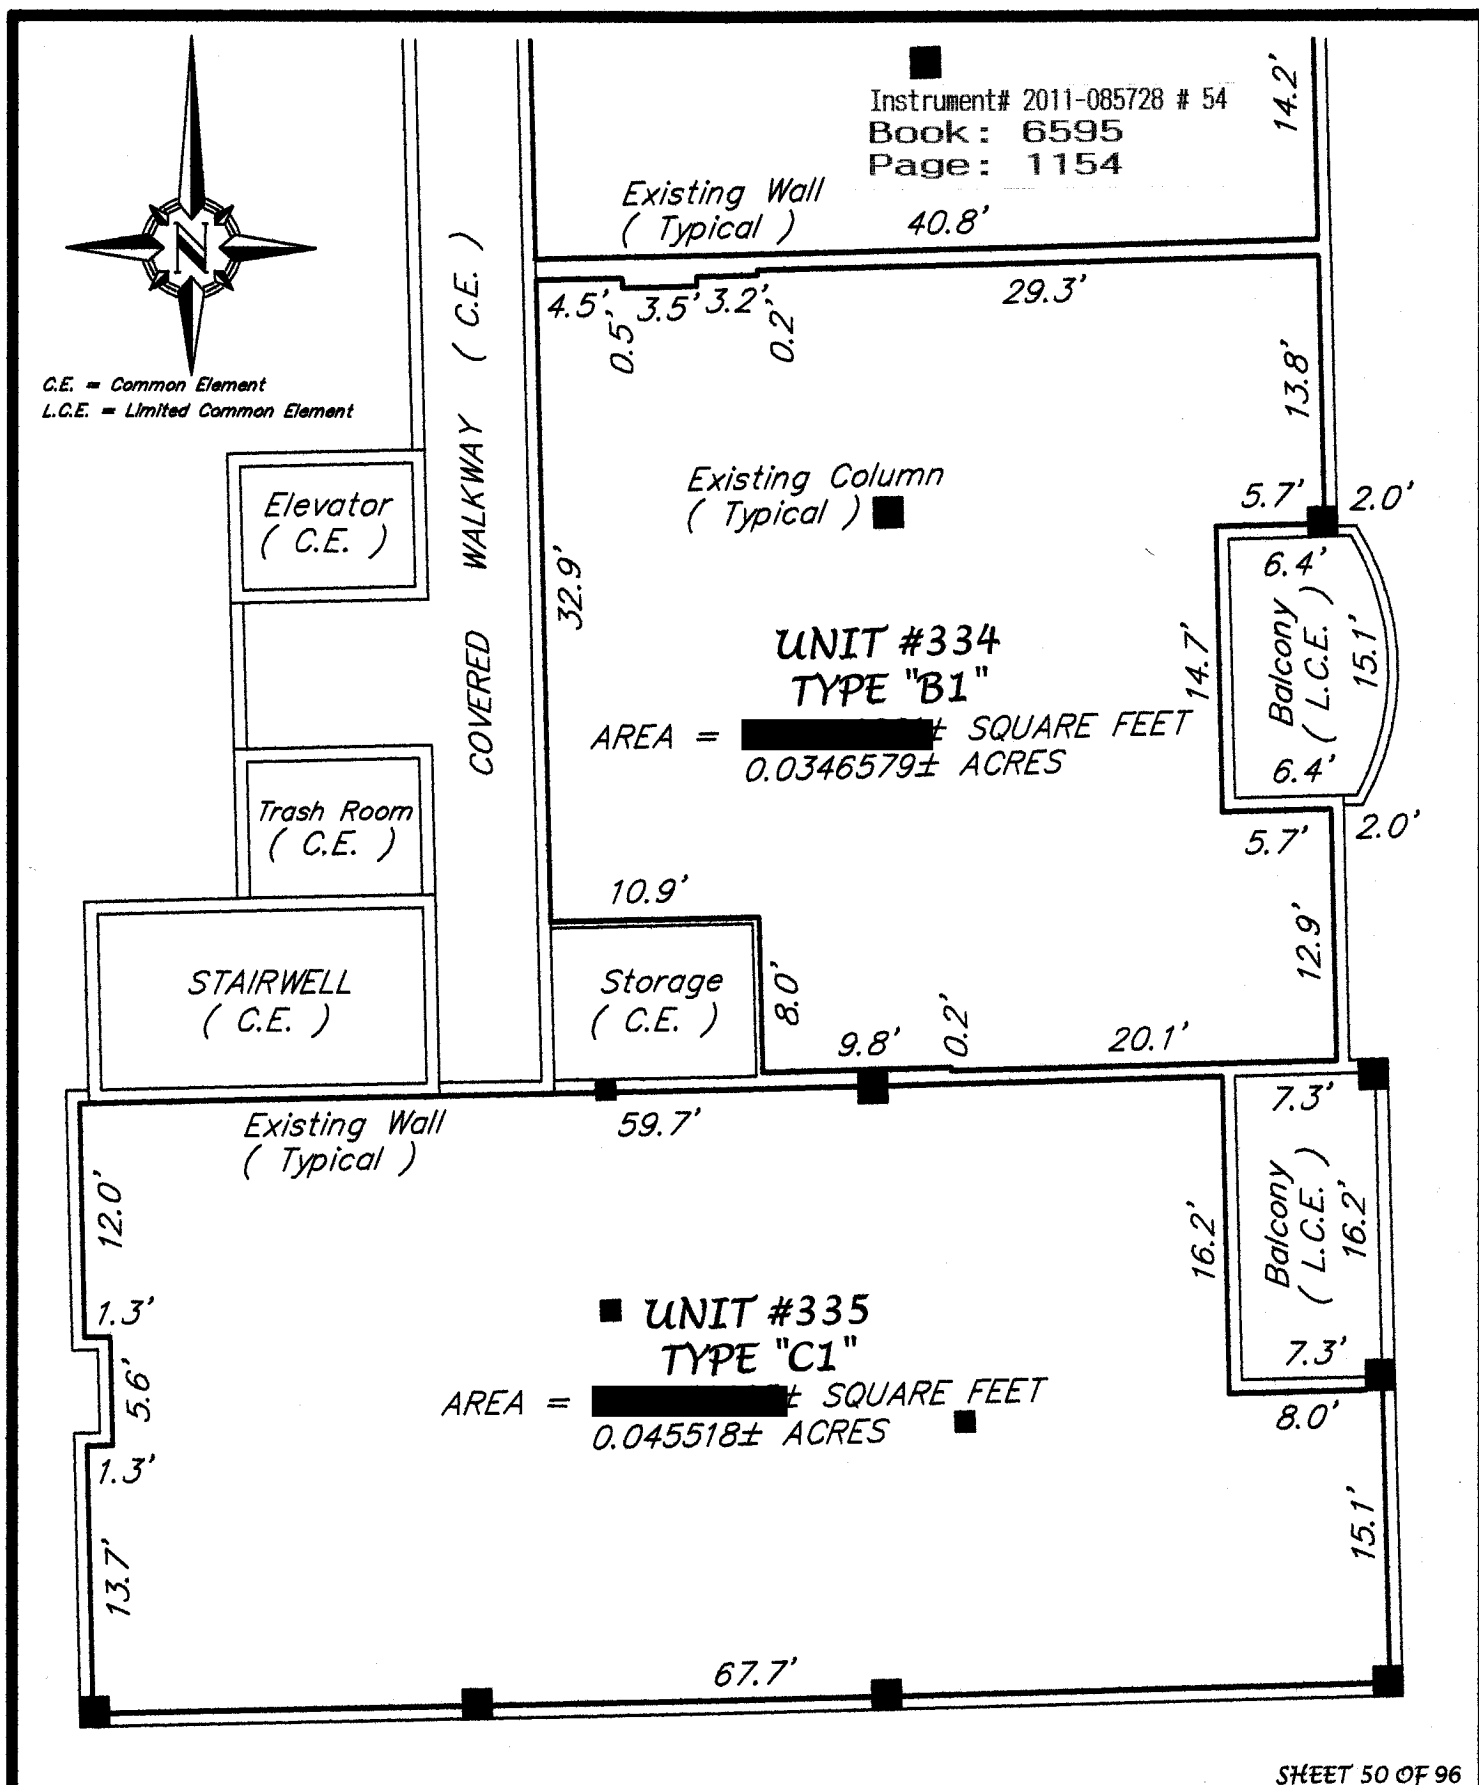 14.2'
Instrument# 2011-085728 # 54
Book: 6595
Page: 1154
Existing Wall
( Typical )
40.8'
N
4.5'
0.5'
3.5'
3.2'
0.2'
29.3'
C.E. = Common Element
L.C.E. = Limited Common Element
COVERED WALKWAY ( C.E. )
13.8'
Existing Column
( Typical )
5.7'
2.0'
Elevator
( C.E. )
32.9'
6.4'
Balcony
( L.C.E. )
15.1'
14.7'
UNIT #334
TYPE "B1"
AREA = ± SQUARE FEET
0.0346579± ACRES
6.4'
5.7'
2.0'
Trash Room
( C.E. )
10.9'
12.9'
STAIRWELL
( C.E. )
Storage
( C.E. )
8.0'
9.8'
0.2'
20.1'
Existing Wall
( Typical )
59.7'
7.3'
12.0'
16.2'
Balcony
( L.C.E. )
16.2'
1.3'
5.6'
1.3'
UNIT #335
TYPE "C1"
AREA = ± SQUARE FEET
0.045518± ACRES
7.3'
8.0'
13.7'
15.1'
67.7'
SHEET 50 OF 96